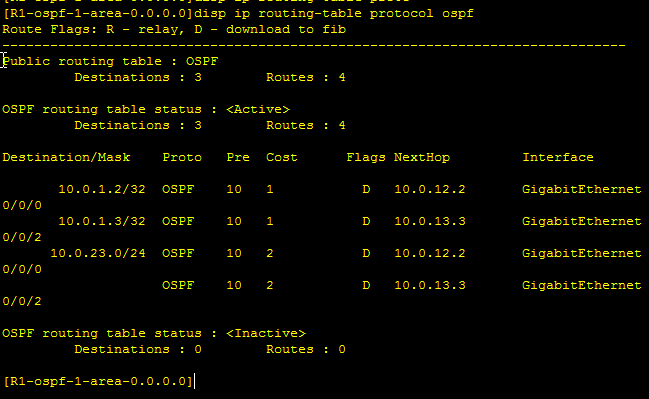 [R1-ospf-1-area-0.0.0.0]disp ip routing-table protocol ospf
Route Flags: R - relay, D - download to fib
------------------------------------------------------------------------------
Public routing table : OSPF
         Destinations : 3        Routes : 4

OSPF routing table status : <Active>
         Destinations : 3        Routes : 4

Destination/Mask    Proto   Pre  Cost      Flags NextHop         Interface

       10.0.1.2/32  OSPF    10   1           D   10.0.12.2       GigabitEthernet
0/0/0
       10.0.1.3/32  OSPF    10   1           D   10.0.13.3       GigabitEthernet
0/0/2
      10.0.23.0/24  OSPF    10   2           D   10.0.12.2       GigabitEthernet
0/0/0
                    OSPF    10   2           D   10.0.13.3       GigabitEthernet
0/0/2

OSPF routing table status : <Inactive>
         Destinations : 0        Routes : 0

[R1-ospf-1-area-0.0.0.0]